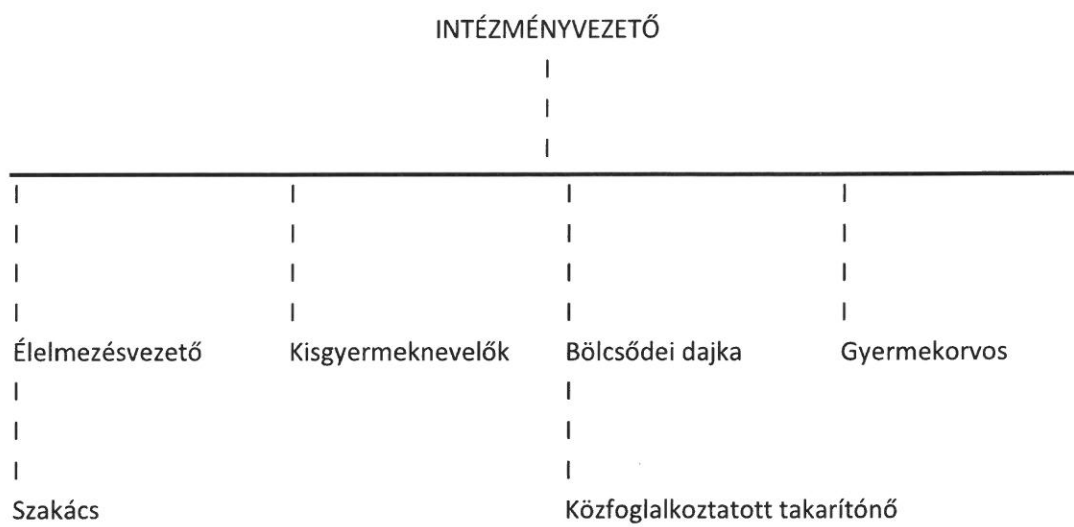 INTÉZMÉNYVEZETŐ
Élelmezésvezető Kisgyermeknevelők Bölcsődei dajka Gyermekorvos
Szakács Közfoglalkoztatott takarítónő